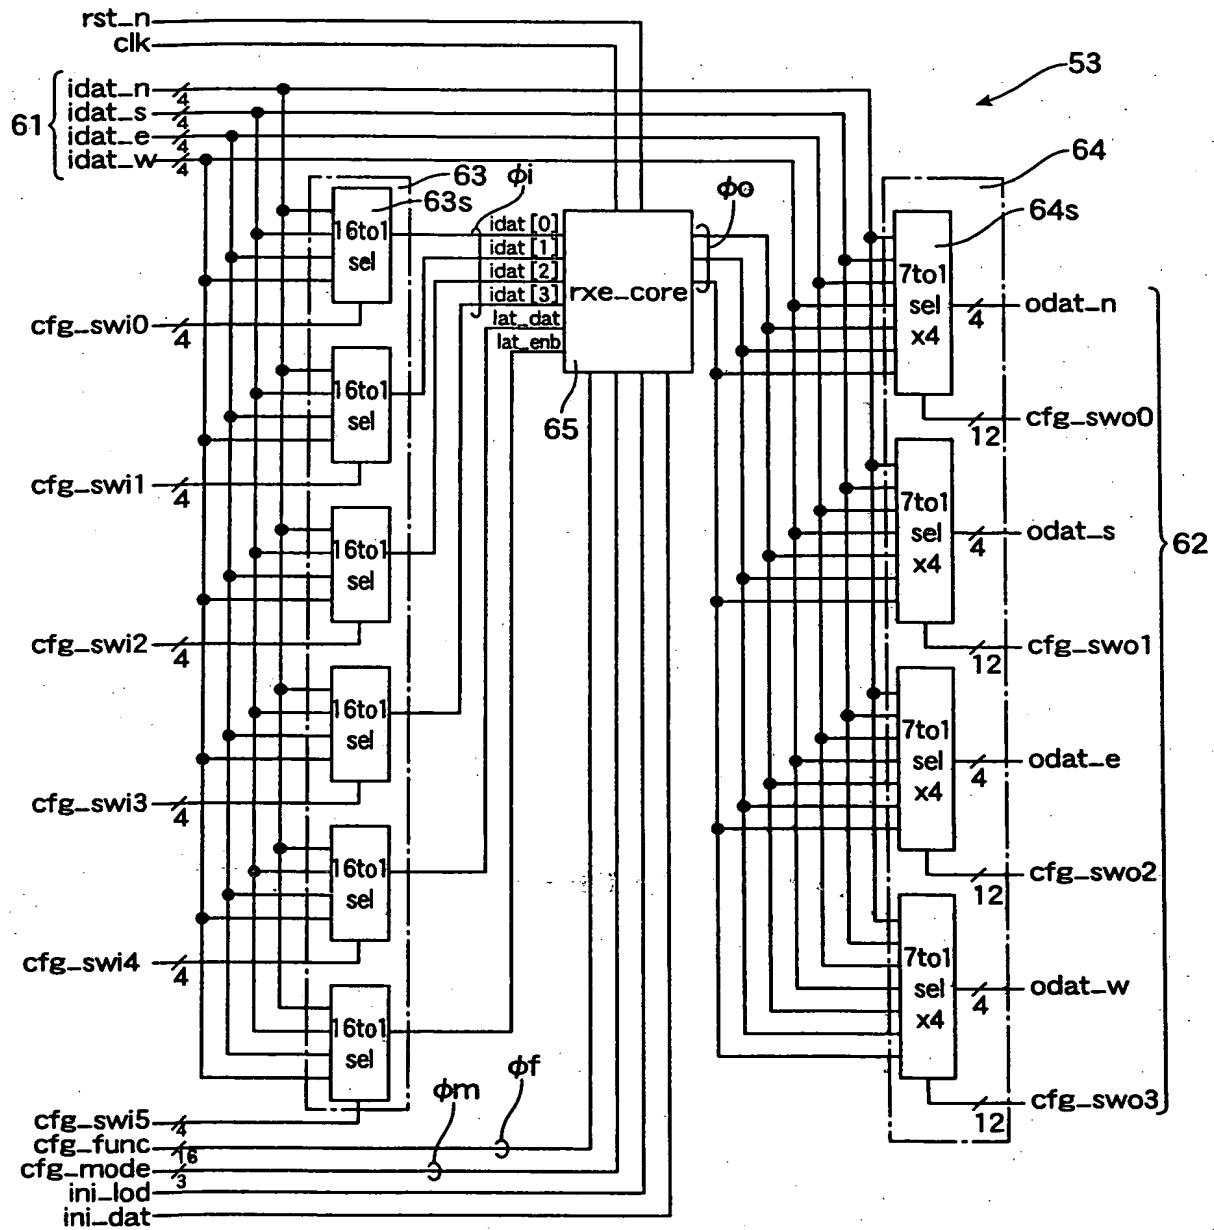 rst_n
clk
53
61
idat_n 4
idat_s 4
idat_e 4
idat_w 4
63
63s
ϕi
ϕo
64
64s
16to1
sel
cfg_swi0 4
16to1
sel
cfg_swi1 4
16to1
sel
cfg_swi2 4
16to1
sel
cfg_swi3 4
16to1
sel
cfg_swi4 4
16to1
sel
cfg_swi5 4
cfg_func 16
cfg_mode 3
ini_lod
ini_dat
ϕm
ϕf
idat [0]
idat [1]
idat [2]
idat [3]
lat_dat
lat_enb
rxe_core
65
7to1
sel
x4
4 odat_n
12 cfg_swo0
7to1
sel
x4
4 odat_s
12 cfg_swo1
62
7to1
sel
x4
4 odat_e
12 cfg_swo2
7to1
sel
x4
4 odat_w
12 cfg_swo3